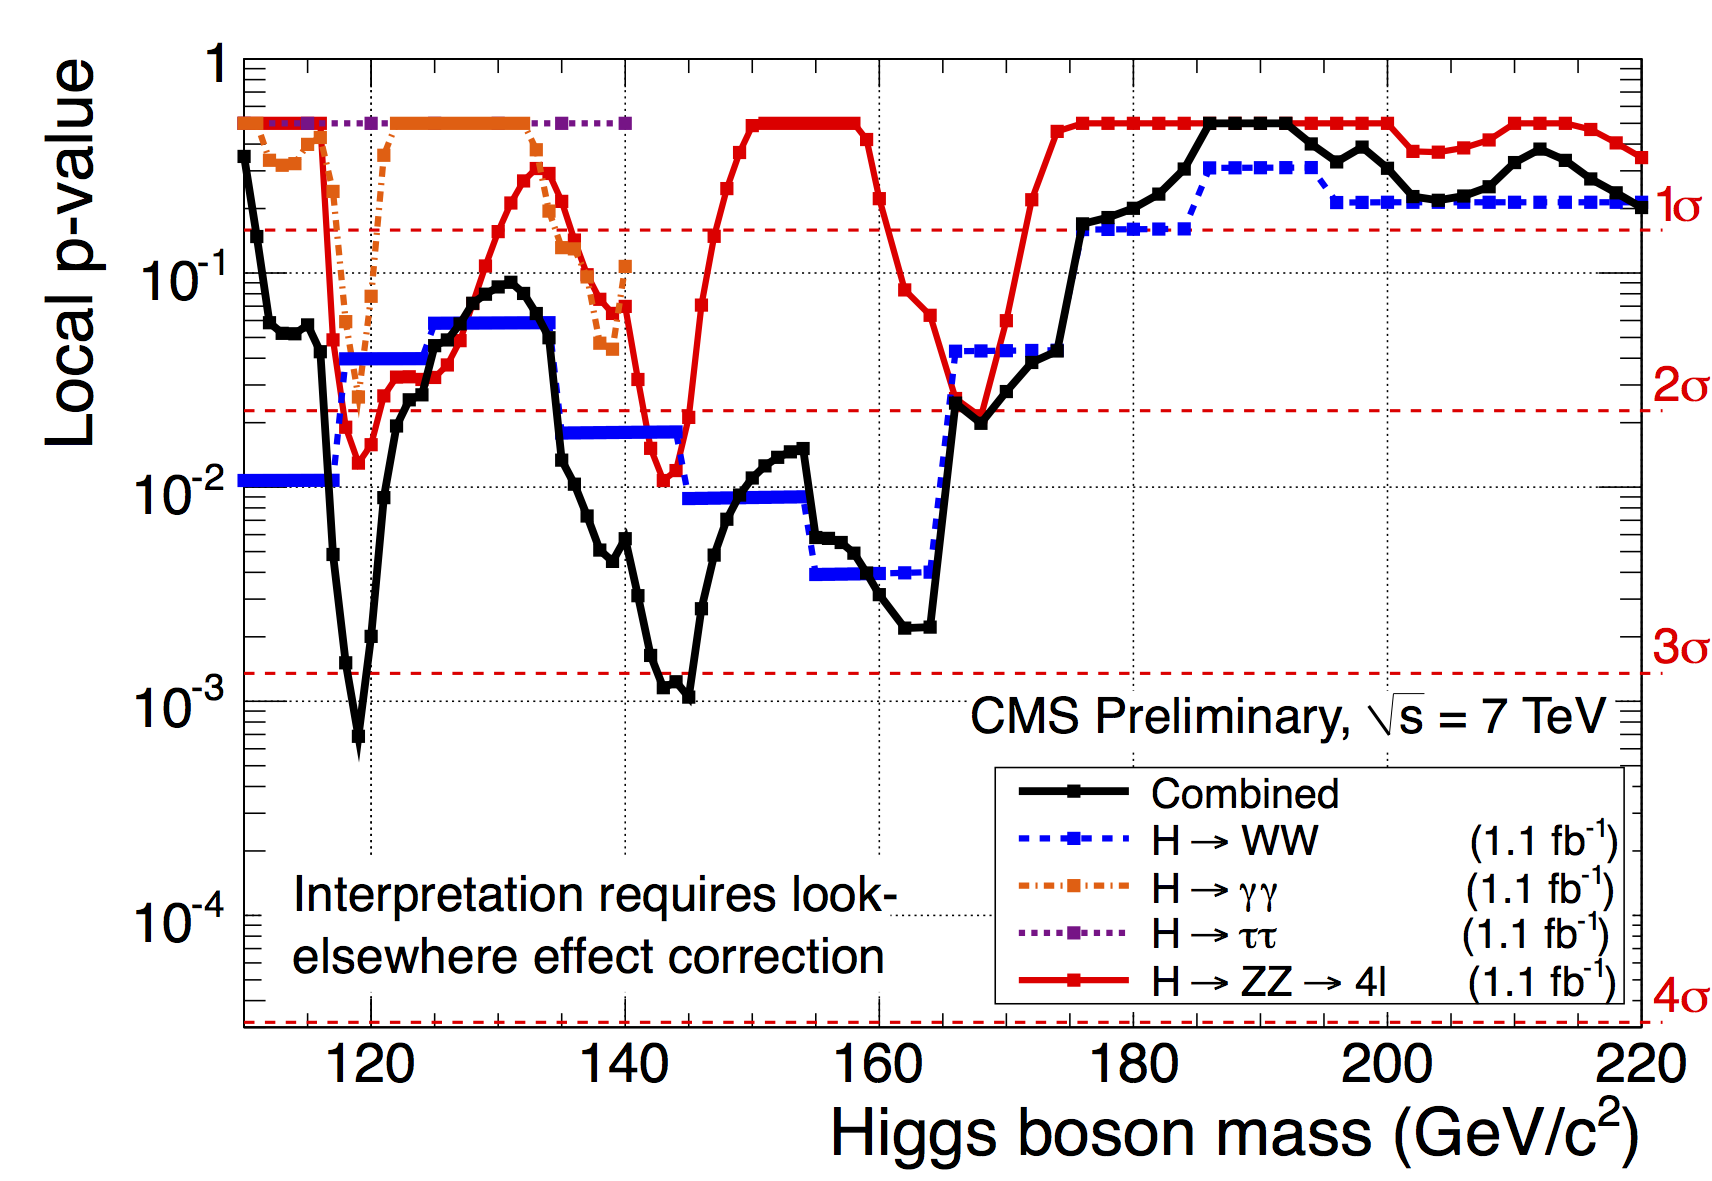 Local p-value
1
10⁻¹
10⁻²
10⁻³
10⁻⁴
1σ
2σ
3σ
4σ
CMS Preliminary, √s = 7 TeV
Combined
H → WW (1.1 fb⁻¹)
H → γγ (1.1 fb⁻¹)
H → ττ (1.1 fb⁻¹)
H → ZZ → 4l (1.1 fb⁻¹)
Interpretation requires look-
elsewhere effect correction
120 140 160 180 200 220
Higgs boson mass (GeV/c²)